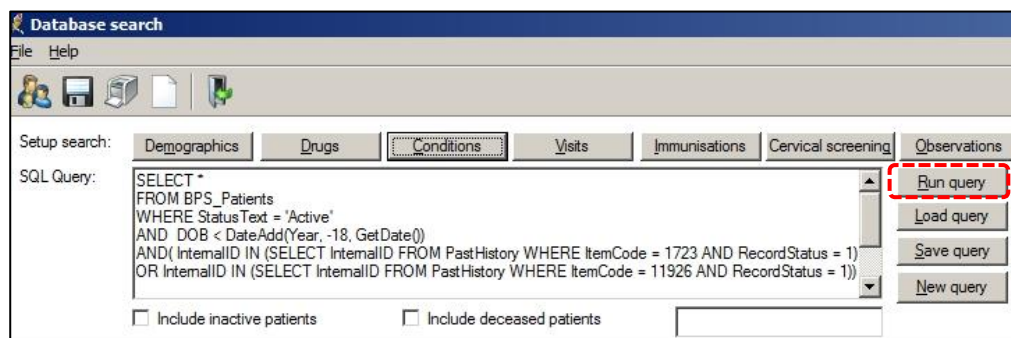 Database search
File Help
Setup search: Demographics Drugs Conditions Visits Immunisations Cervical screening Observations
SQL Query: SELECT * Run query
FROM BPS_Patients
WHERE StatusText = 'Active' Load query
AND DOB < DateAdd(Year, -18, GetDate())
AND( InternalID IN (SELECT InternalID FROM PastHistory WHERE ItemCode = 1723 AND RecordStatus = 1) Save query
OR InternalID IN (SELECT InternalID FROM PastHistory WHERE ItemCode = 11926 AND RecordStatus = 1))
New query
Include inactive patients Include deceased patients